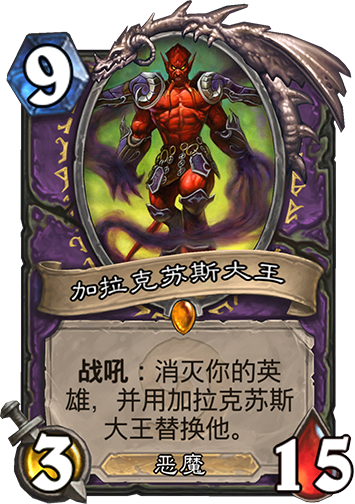 9
加拉克苏斯大王
战吼：消灭你的英
雄，并用加拉克苏斯
大王替换他。
恶魔
3
15